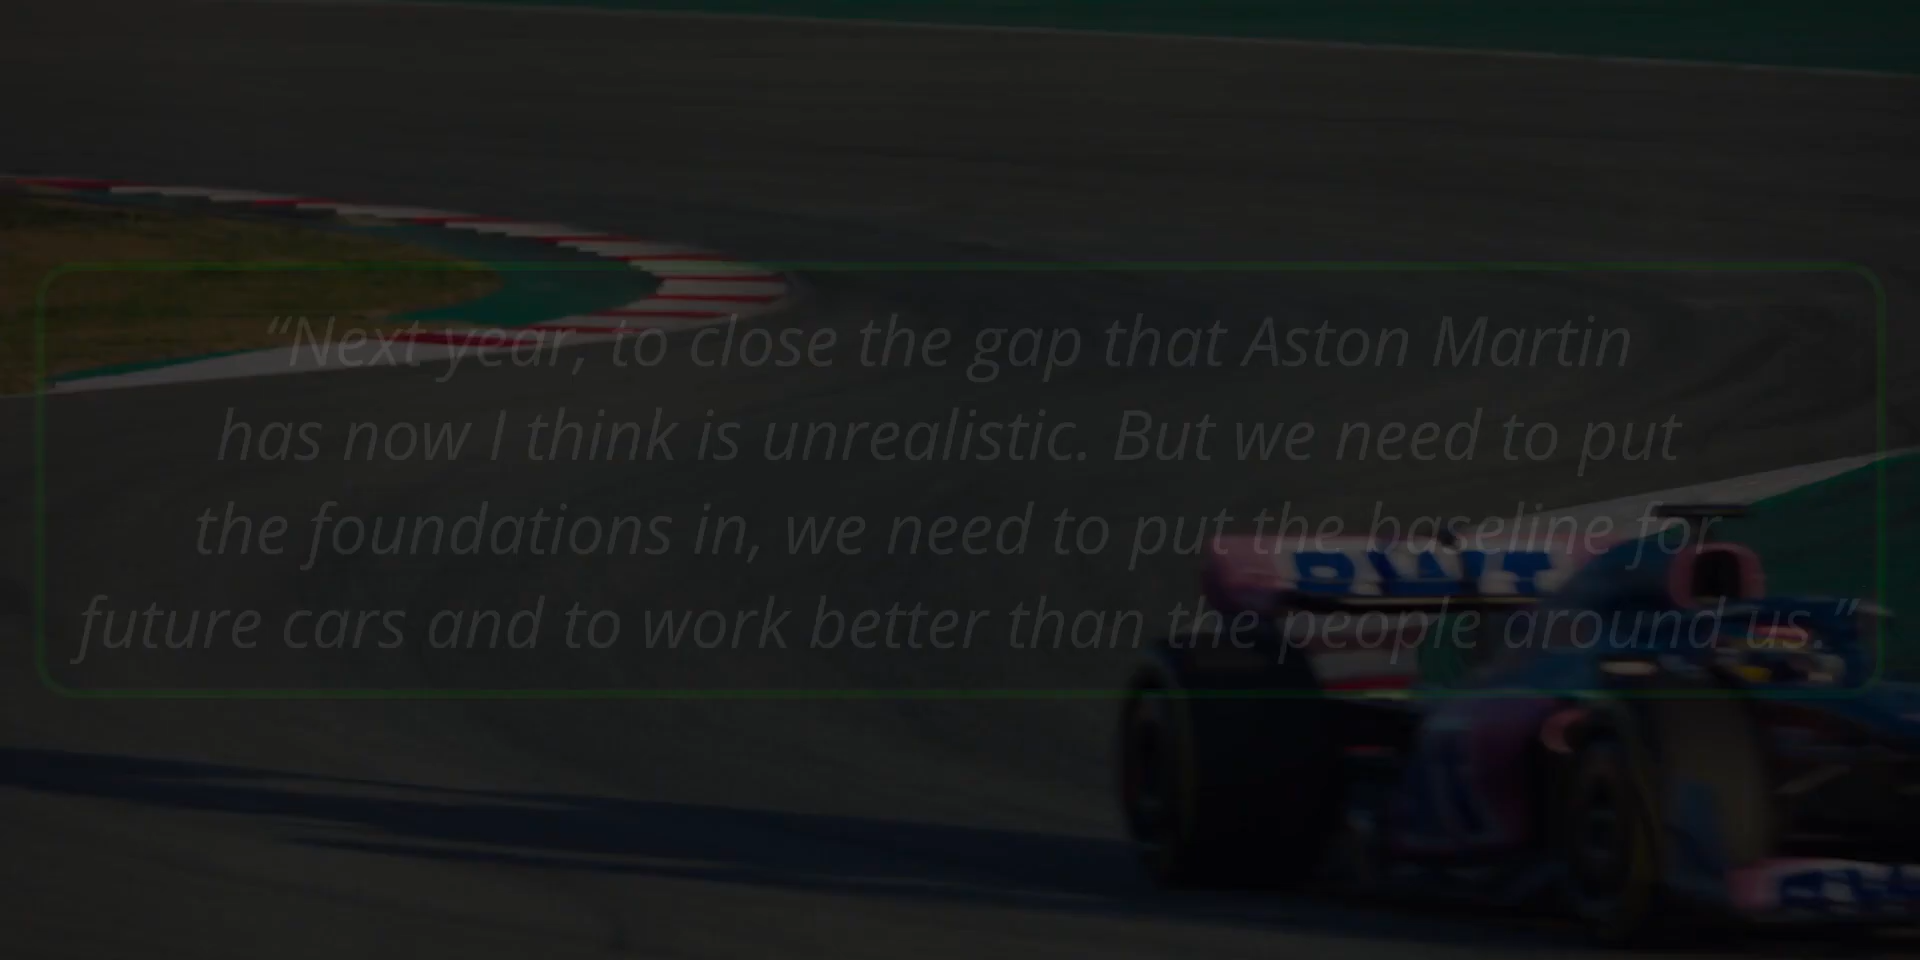 “Next year, to close the gap that Aston Martin
has now I think is unrealistic. But we need to put
the foundations in, we need to put the baseline for
future cars and to work better than the people around us.”
BWT